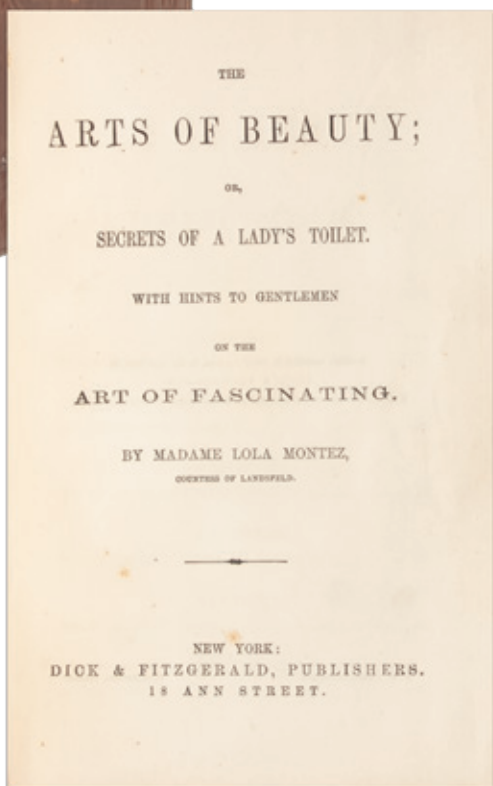 THE
ARTS OF BEAUTY;
OR,
SECRETS OF A LADY'S TOILET.
WITH HINTS TO GENTLEMEN
ON THE
ART OF FASCINATING.
BY MADAME LOLA MONTEZ,
COUNTESS OF LANDSFELD.
NEW YORK:
DICK & FITZGERALD, PUBLISHERS.
18 ANN STREET.